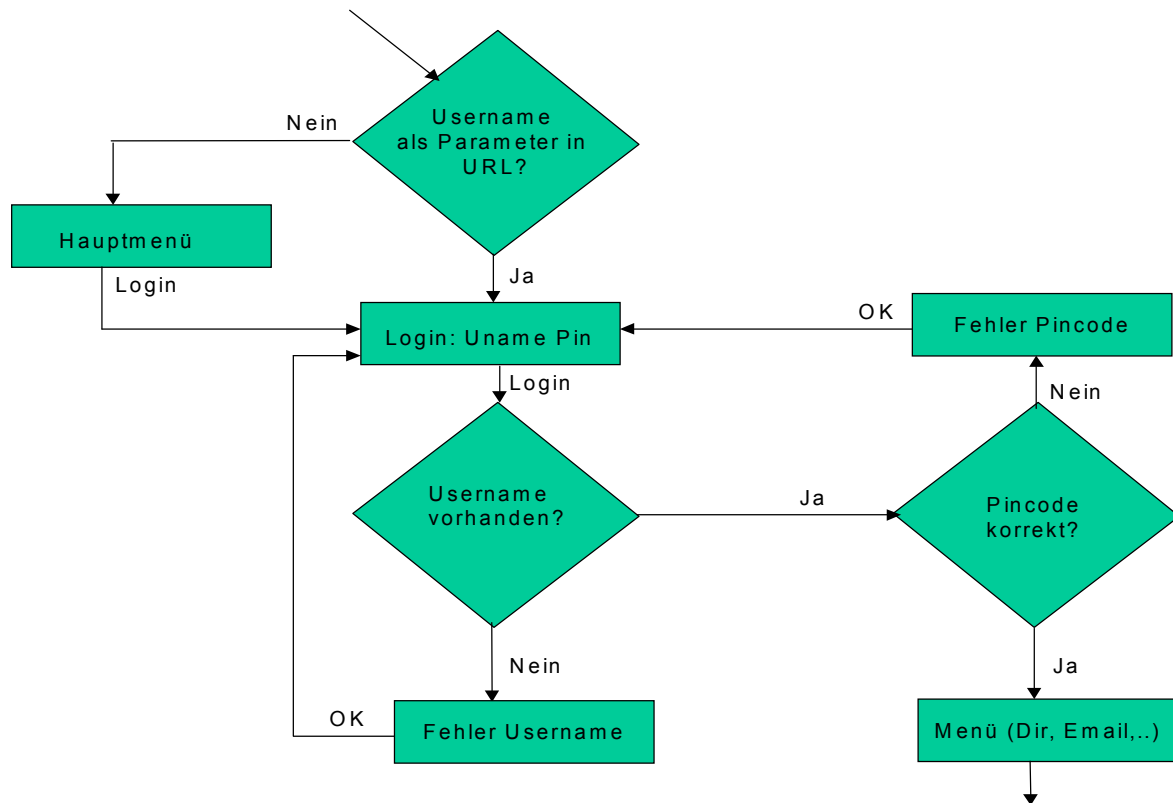 Username
als Parameter in
URL?
Nein
Hauptmenü
Login
Ja
Login: Uname Pin
OK
Fehler Pincode
Login
Nein
Username
vorhanden?
Ja
Pincode
korrekt?
Nein
Ja
OK
Fehler Username
Menü (Dir, Email,..)